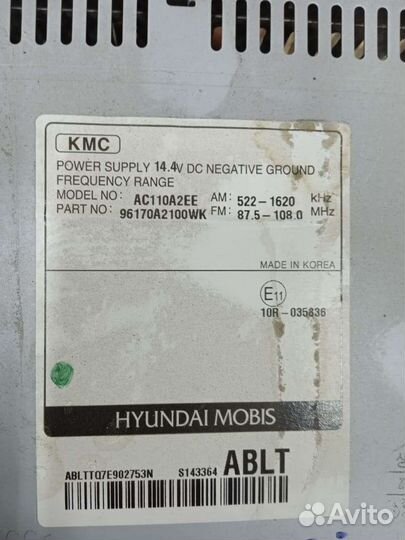 KMC
POWER SUPPLY 14.4V DC NEGATIVE GROUND
FREQUENCY RANGE
MODEL NO: AC110A2EE AM: 522-1620 KHz
PART NO: 96170A2100WK FM: 87.5-108.0 MHz
MADE IN KOREA
E11
10R-035836
HYUNDAI MOBIS
ABLTTQ7E902753N S143364 ABLT
Avito